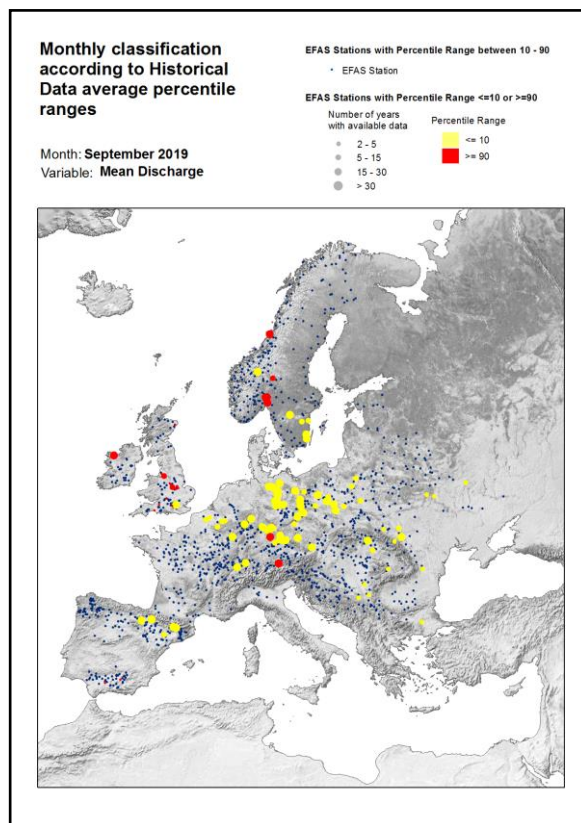 Monthly classification
according to Historical
Data average percentile
ranges
Month: September 2019
Variable: Mean Discharge
EFAS Stations with Percentile Range between 10 - 90
EFAS Station
EFAS Stations with Percentile Range <=10 or >=90
Number of years
with available data
2 - 5
5 - 15
15 - 30
> 30
Percentile Range
<= 10
>= 90